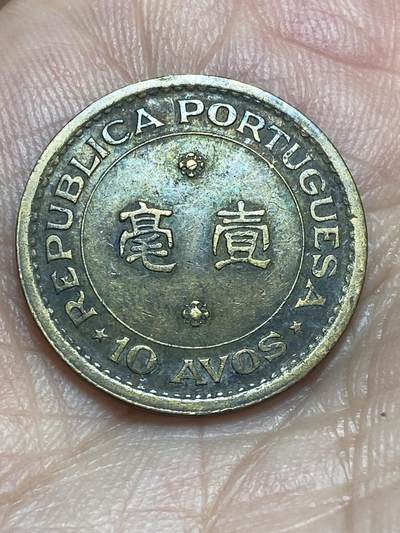 REPUBLICA PORTUGUESA
毫 壹
10 AVOS